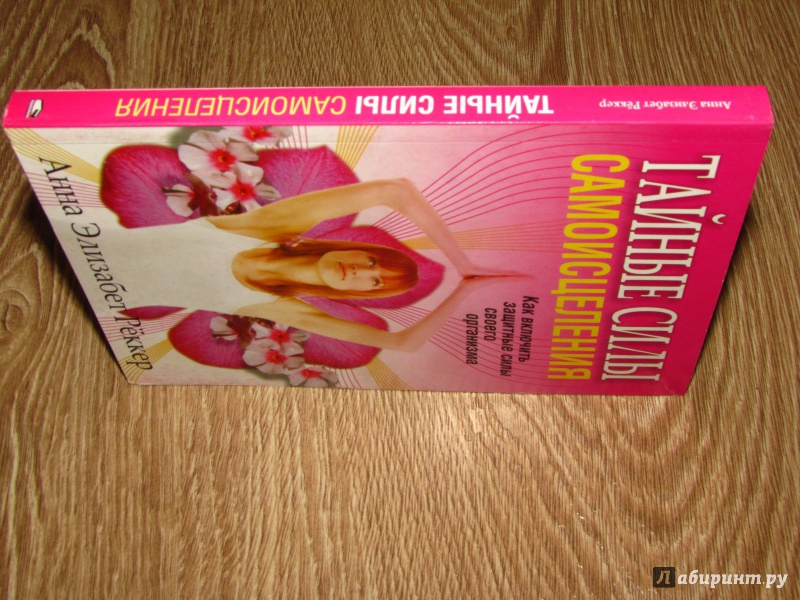 Анна Элизабет Рёккер
ТАЙНЫЕ СИЛЫ САМОИСЦЕЛЕНИЯ
ТАЙНЫЕ СИЛЫ
САМОИСЦЕЛЕНИЯ
Как включить
защитные силы
своего
организма
Анна Элизабет Рёккер
Лабиринт.ру